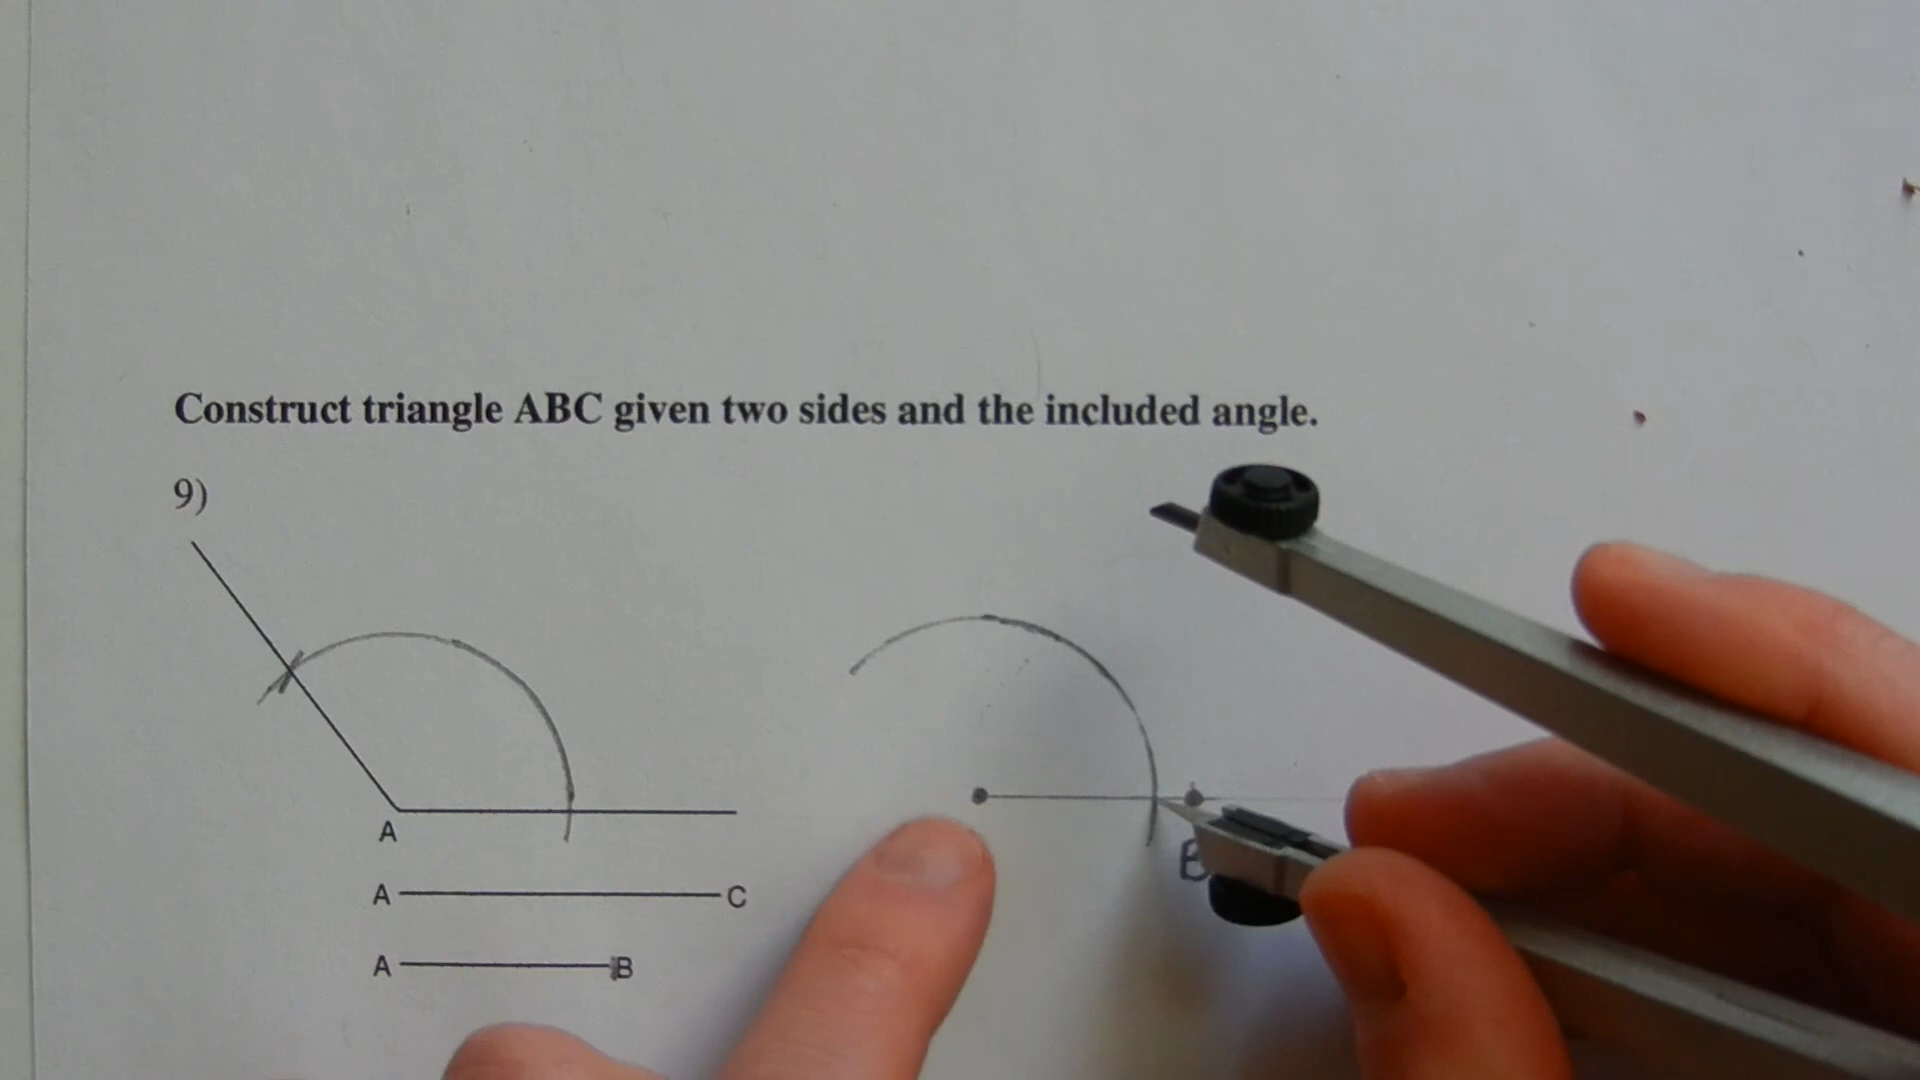 Construct triangle ABC given two sides and the included angle.
9)
A
A C
A B
B